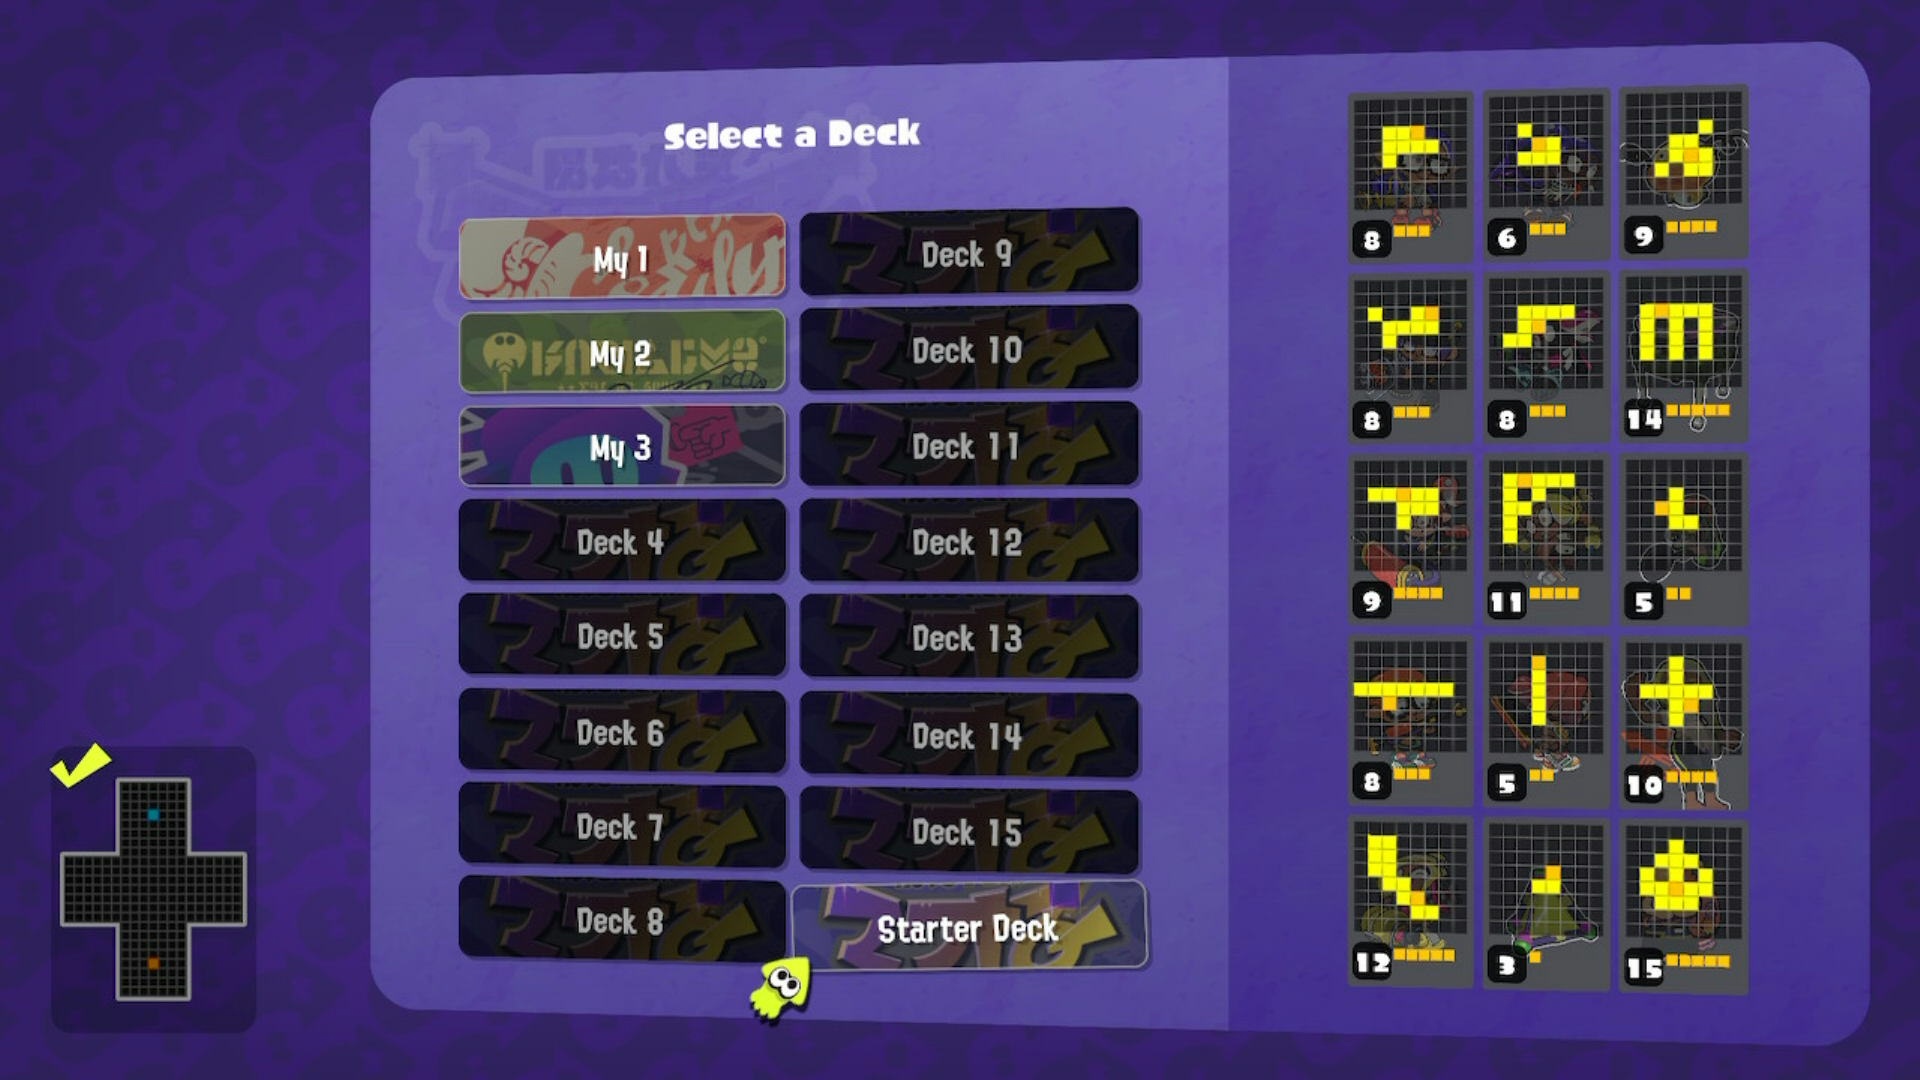 Select a Deck
My 1
My 2
My 3
Deck 4
Deck 5
Deck 6
Deck 7
Deck 8
Deck 9
Deck 10
Deck 11
Deck 12
Deck 13
Deck 14
Deck 15
Starter Deck
8 6 9
8 8 14
9 11 5
8 5 10
12 3 15